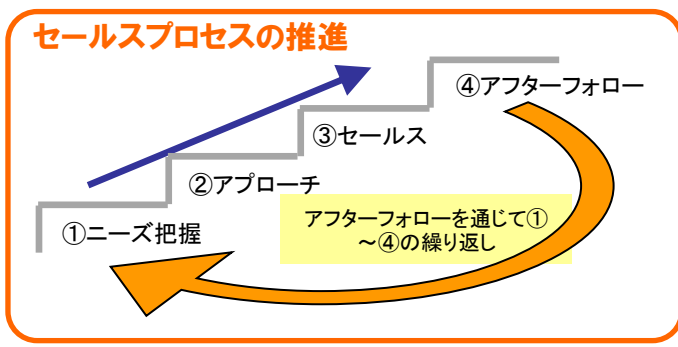 セールスプロセスの推進
④アフターフォロー
③セールス
②アプローチ
①ニーズ把握
アフターフォローを通じて①
～④の繰り返し